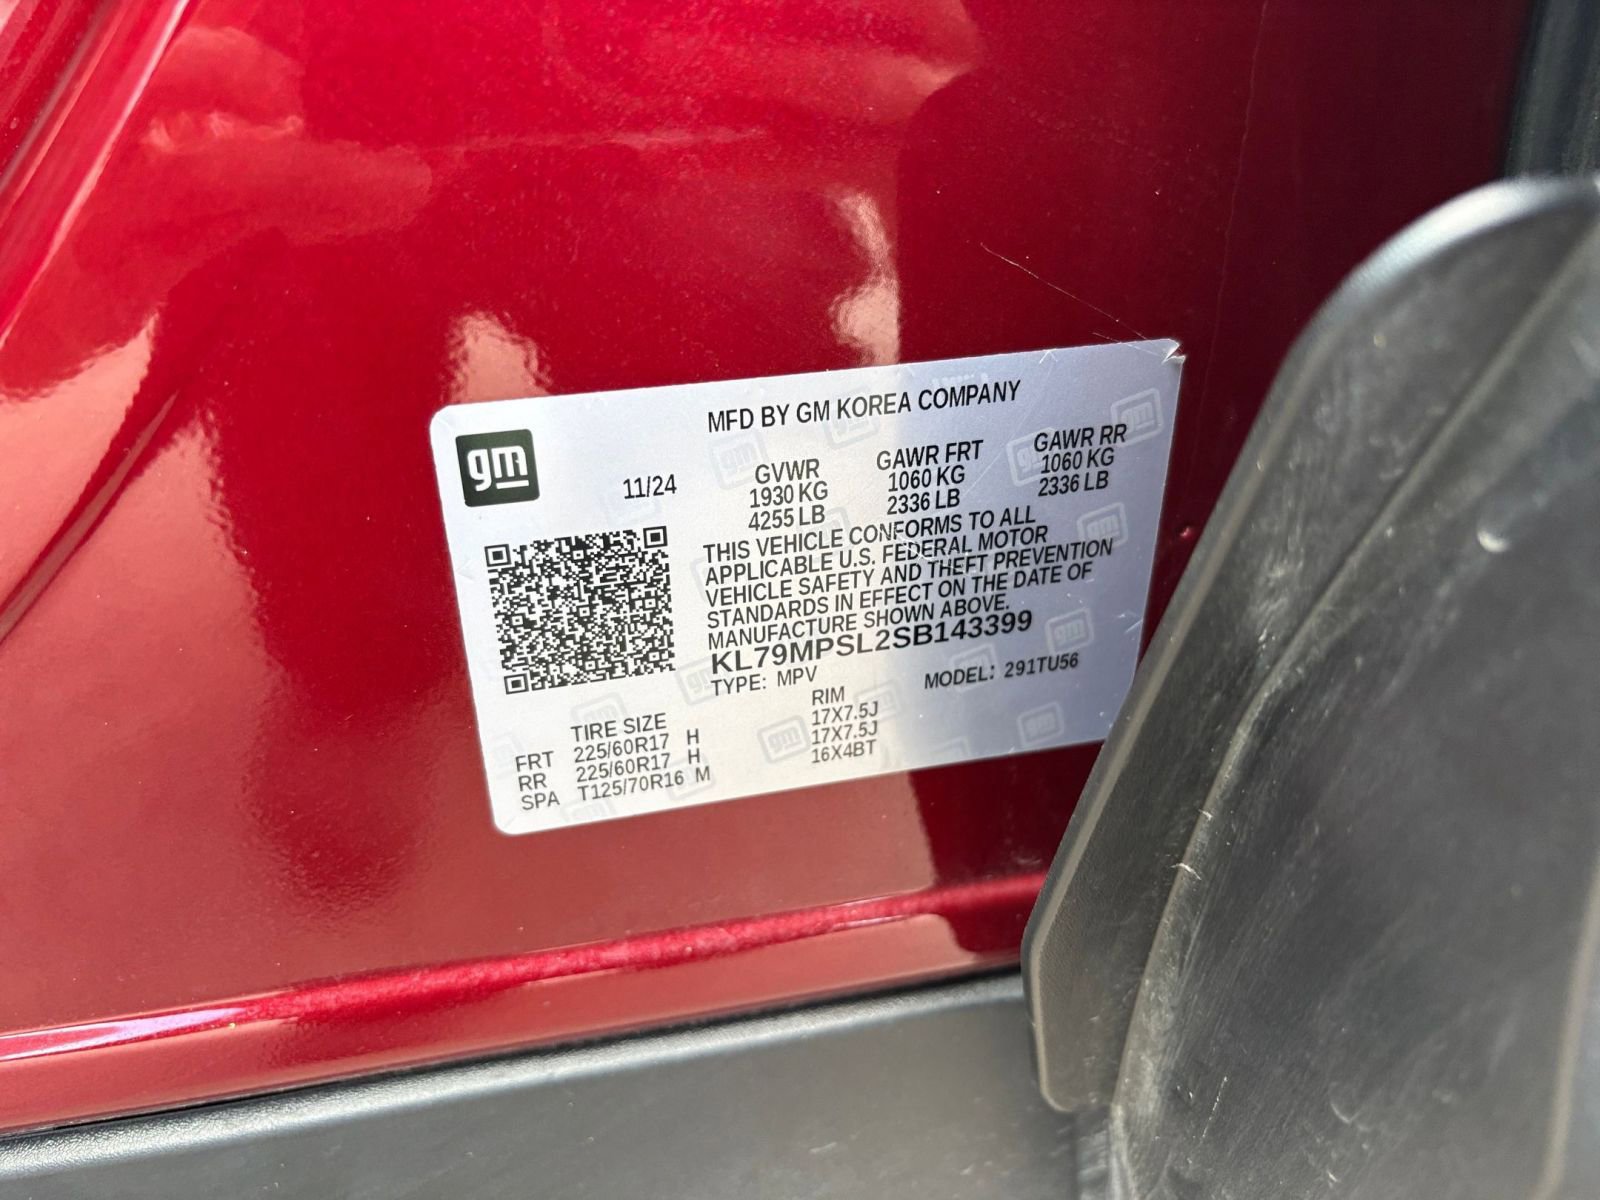 MFD BY GM KOREA COMPANY
gm
11/24
GVWR
1930 KG
4255 LB
GAWR FRT
1060 KG
2336 LB
GAWR RR
1060 KG
2336 LB
THIS VEHICLE CONFORMS TO ALL
APPLICABLE U.S. FEDERAL MOTOR
VEHICLE SAFETY AND THEFT PREVENTION
STANDARDS IN EFFECT ON THE DATE OF
MANUFACTURE SHOWN ABOVE.
KL79MPSL2SB143399
TYPE: MPV MODEL: 291TU56
TIRE SIZE RIM
FRT 225/60R17 H 17X7.5J
RR 225/60R17 H 17X7.5J
SPA T125/70R16 M 16X4BT